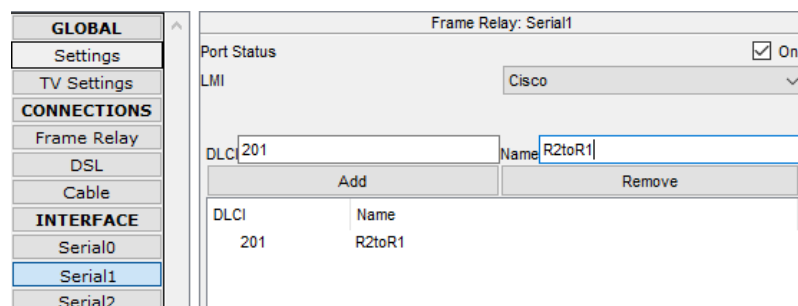 GLOBAL
Settings
TV Settings
CONNECTIONS
Frame Relay
DSL
Cable
INTERFACE
Serial0
Serial1
Serial2
Frame Relay: Serial1
Port Status On
LMI Cisco
DLCI 201 Name R2toR1
Add Remove
DLCI Name
201 R2toR1